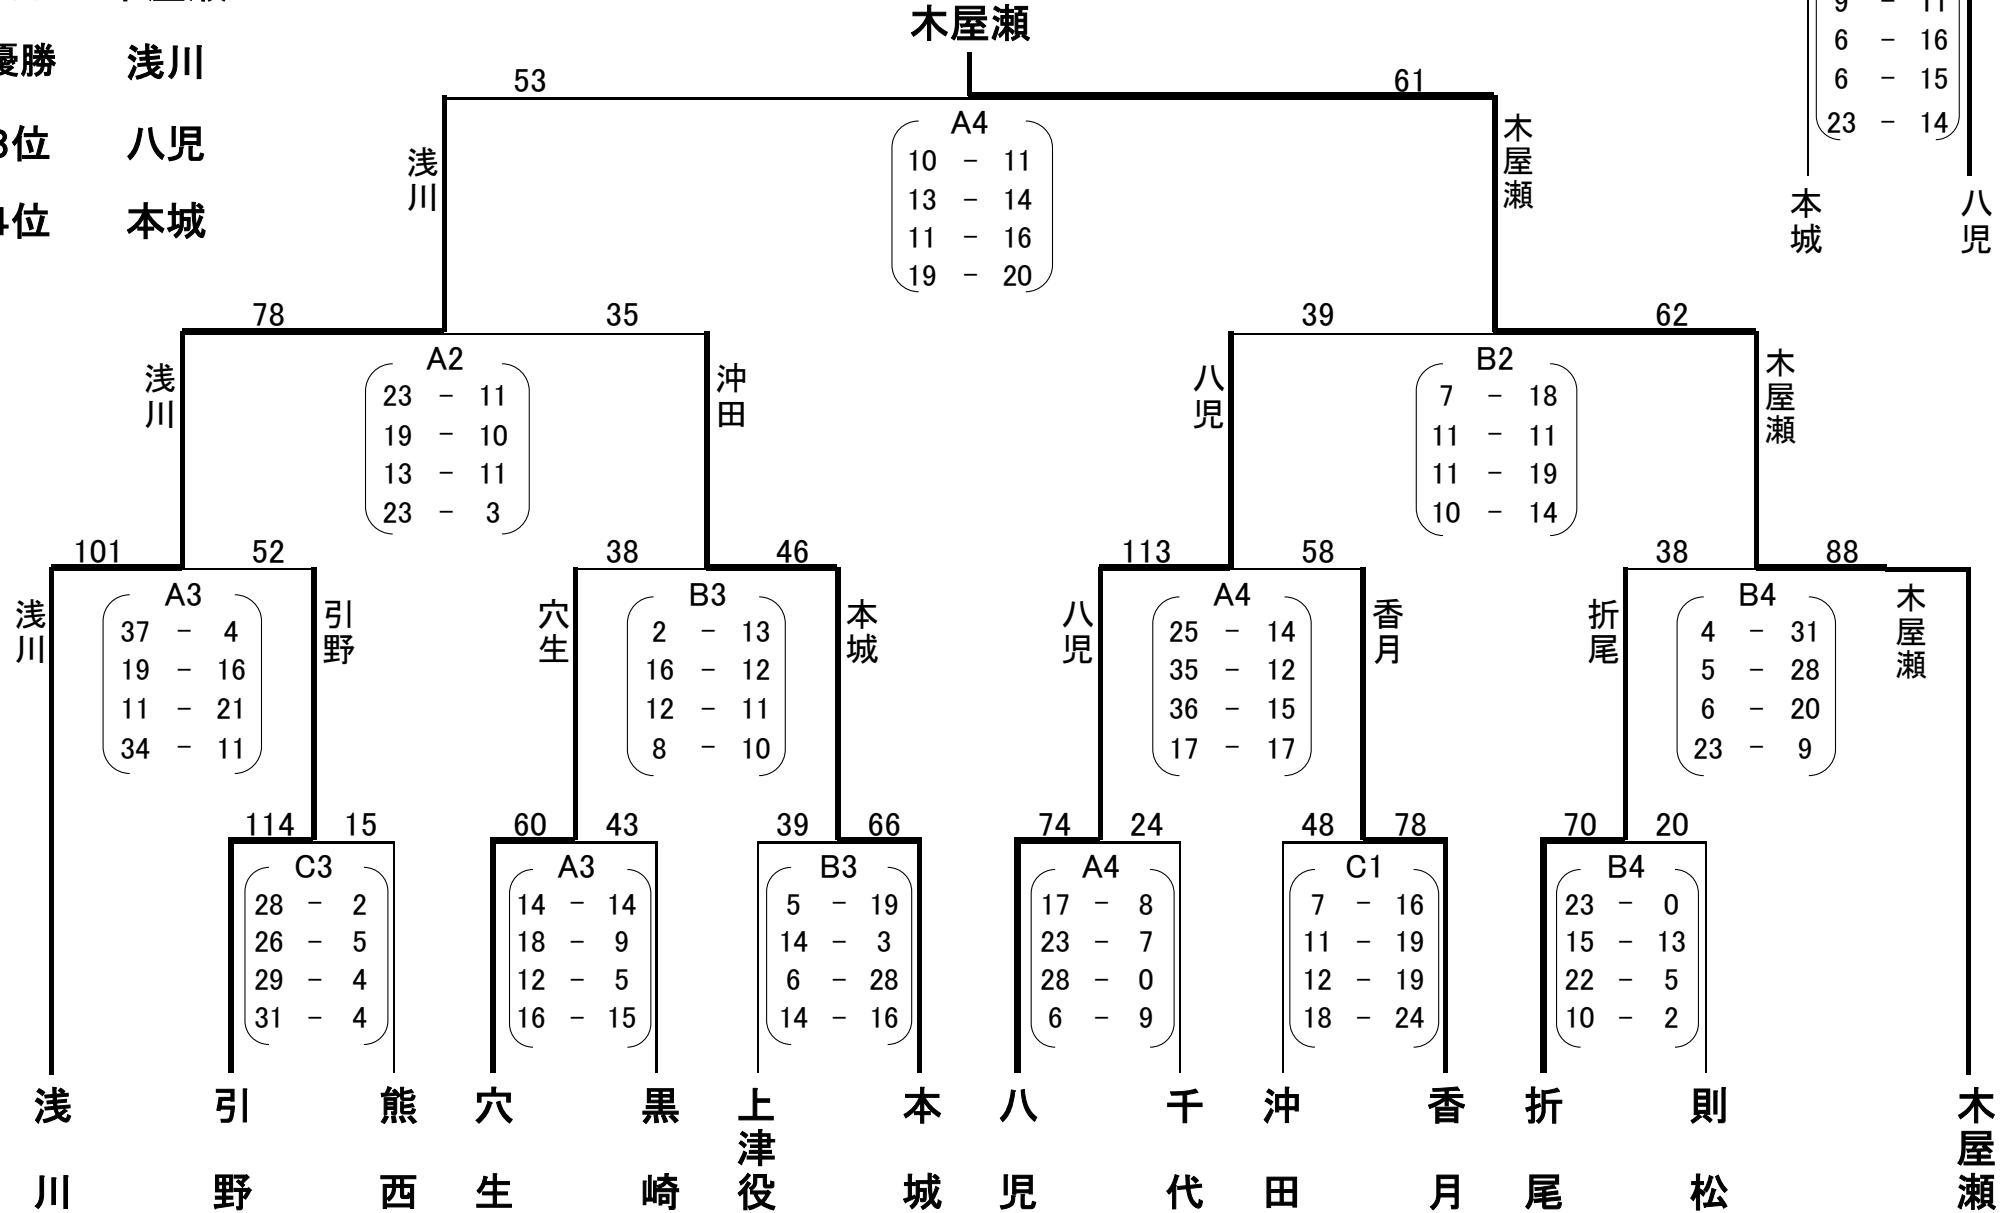 木屋瀬
優勝 浅川
3位 八児
4位 本城
9 - 11
6 - 16
6 - 15
23 - 14
本城
八児
53 61
浅川
木屋瀬
A4
10 - 11
13 - 14
11 - 16
19 - 20
78 35
浅川
沖田
A2
23 - 11
19 - 10
13 - 11
23 - 3
39 62
八児
木屋瀬
B2
7 - 18
11 - 11
11 - 19
10 - 14
101 52
浅川
引野
A3
37 - 4
19 - 16
11 - 21
34 - 11
38 46
穴生
本城
B3
2 - 13
16 - 12
12 - 11
8 - 10
113 58
八児
香月
A4
25 - 14
35 - 12
36 - 15
17 - 17
38 88
折尾
木屋瀬
B4
4 - 31
5 - 28
6 - 20
23 - 9
114 15
C3
28 - 2
26 - 5
29 - 4
31 - 4
60 43
A3
14 - 14
18 - 9
12 - 5
16 - 15
39 66
B3
5 - 19
14 - 3
6 - 28
14 - 16
74 24
A4
17 - 8
23 - 7
28 - 0
6 - 9
48 78
C1
7 - 16
11 - 19
12 - 19
18 - 24
70 20
B4
23 - 0
15 - 13
22 - 5
10 - 2
浅川
引野
熊西
穴生
黒崎
上津役
本城
八児
千代
沖田
香月
折尾
則松
木屋瀬